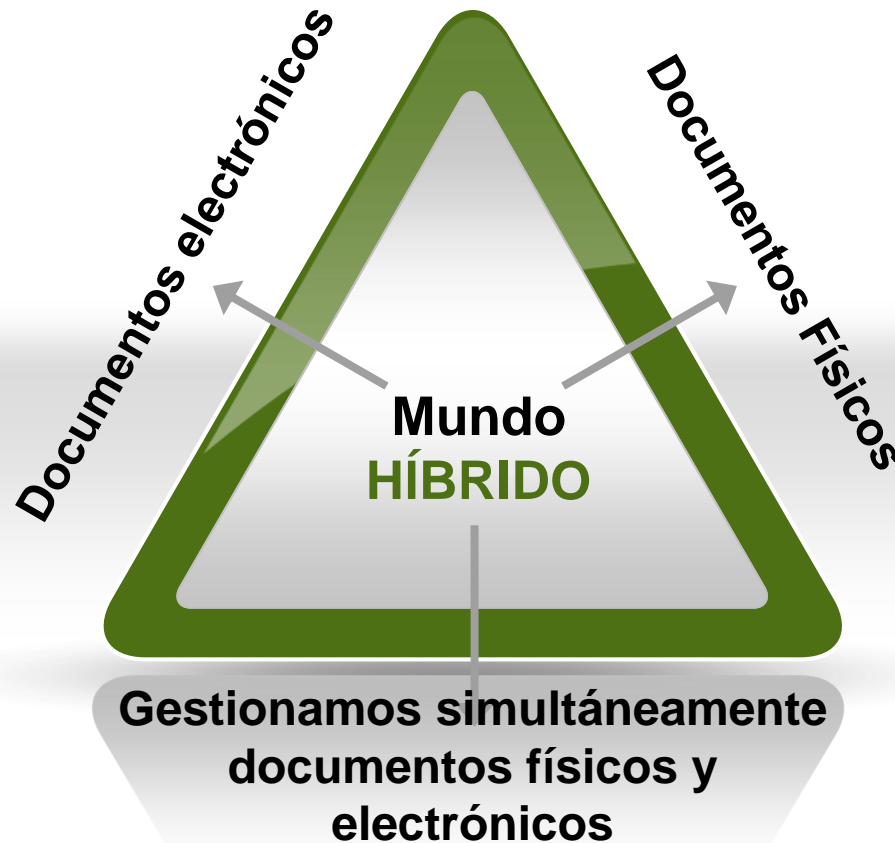 Documentos electrónicos
Documentos Físicos
Mundo
HÍBRIDO
Gestionamos simultáneamente
documentos físicos y
electrónicos